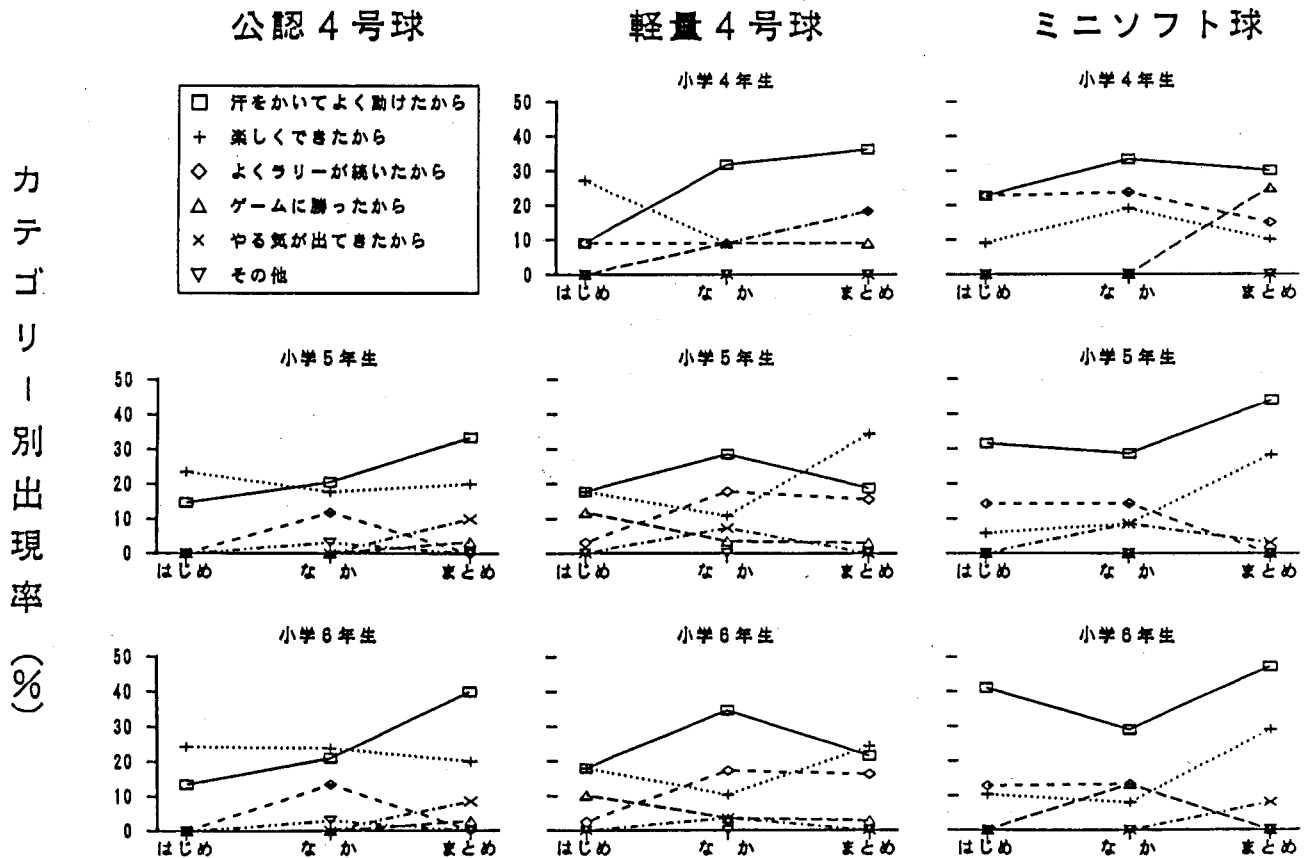 公認4号球
軽量4号球
ミニソフト球
カテゴリー別出現率(%)
汗をかいてよく動けたから
楽しくできたから
よくラリーが続いたから
ゲームに勝ったから
やる気が出てきたから
その他
小学4年生
50
40
30
20
10
0
はじめ なか まとめ
小学4年生
はじめ なか まとめ
小学5年生
50
40
30
20
10
0
はじめ なか まとめ
小学5年生
はじめ なか まとめ
小学5年生
はじめ なか まとめ
小学6年生
50
40
30
20
10
0
はじめ なか まとめ
小学6年生
はじめ なか まとめ
小学6年生
はじめ なか まとめ